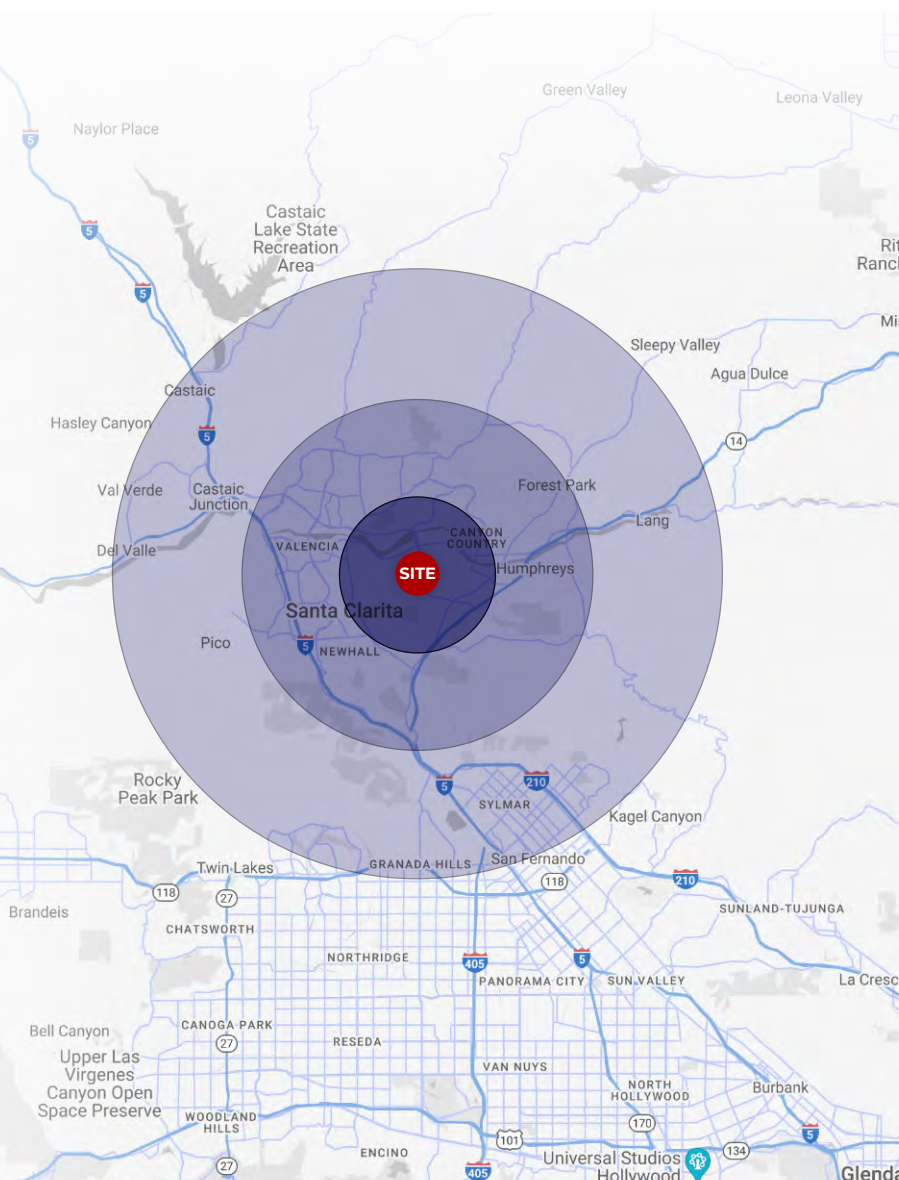 Green Valley
Leona Valley
Naylor Place
5
Castaic
Lake State
Recreation
Area
5
Rit
Rancl
5
Mi
Sleepy Valley
Agua Dulce
Castaic
Hasley Canyon
5
14
Val Verde
Castaic
Junction
Forest Park
Lang
CANYON
COUNTRY
VALENCIA
Del Valle
Humphreys
SITE
Santa Clarita
Pico
5
NEWHALL
Rocky
Peak Park
5
210
SYLMAR
Kagel Canyon
GRANADA HILLS
San Fernando
Twin Lakes
118
210
118
27
Brandeis
SUNLAND-TUJUNGA
CHATSWORTH
NORTHRIDGE
405
5
PANORAMA CITY
SUN VALLEY
La Cresc
CANOGA PARK
Bell Canyon
27
RESEDA
Upper Las
Virgenes
Canyon Open
Space Preserve
VAN NUYS
NORTH
HOLLYWOOD
Burbank
WOODLAND
HILLS
170
5
101
134
ENCINO
Universal Studios
Hollywood
27
405
Glenda